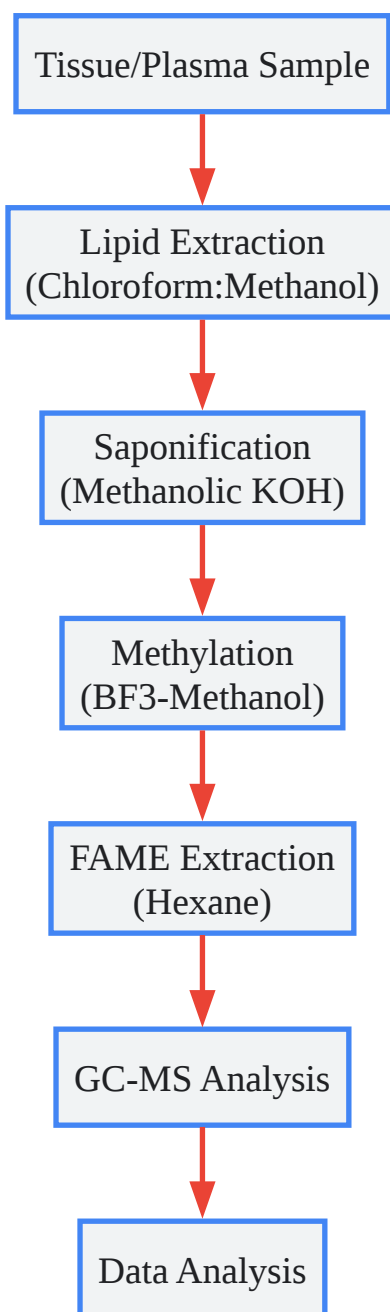 Tissue/Plasma Sample
Lipid Extraction
(Chloroform:Methanol)
Saponification
(Methanolic KOH)
Methylation
(BF3-Methanol)
FAME Extraction
(Hexane)
GC-MS Analysis
Data Analysis